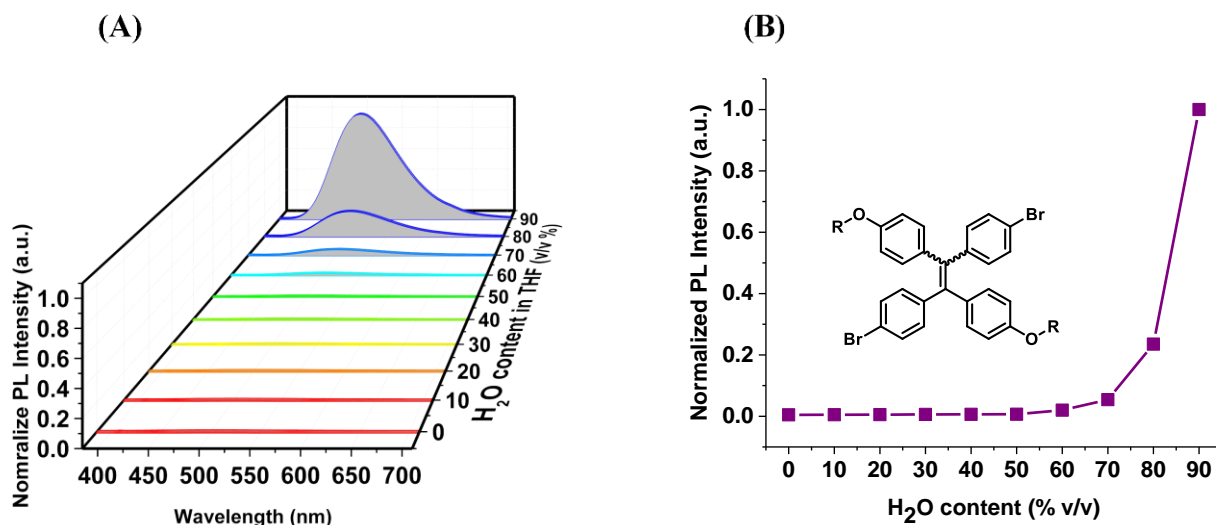 (A)
(B)
Nomralize PL Intensity (a.u.)
1.0
0.8
0.6
0.4
0.2
0.0
400 450 500 550 600 650 700
Wavelength (nm)
90
80
70
60
50
40
30
20
10
0
H2O content in THF (v/v %)
Normalized PL Intensity (a.u.)
1.0
0.8
0.6
0.4
0.2
0.0
R O Br
Br O R
0 10 20 30 40 50 60 70 80 90
H2O content (% v/v)